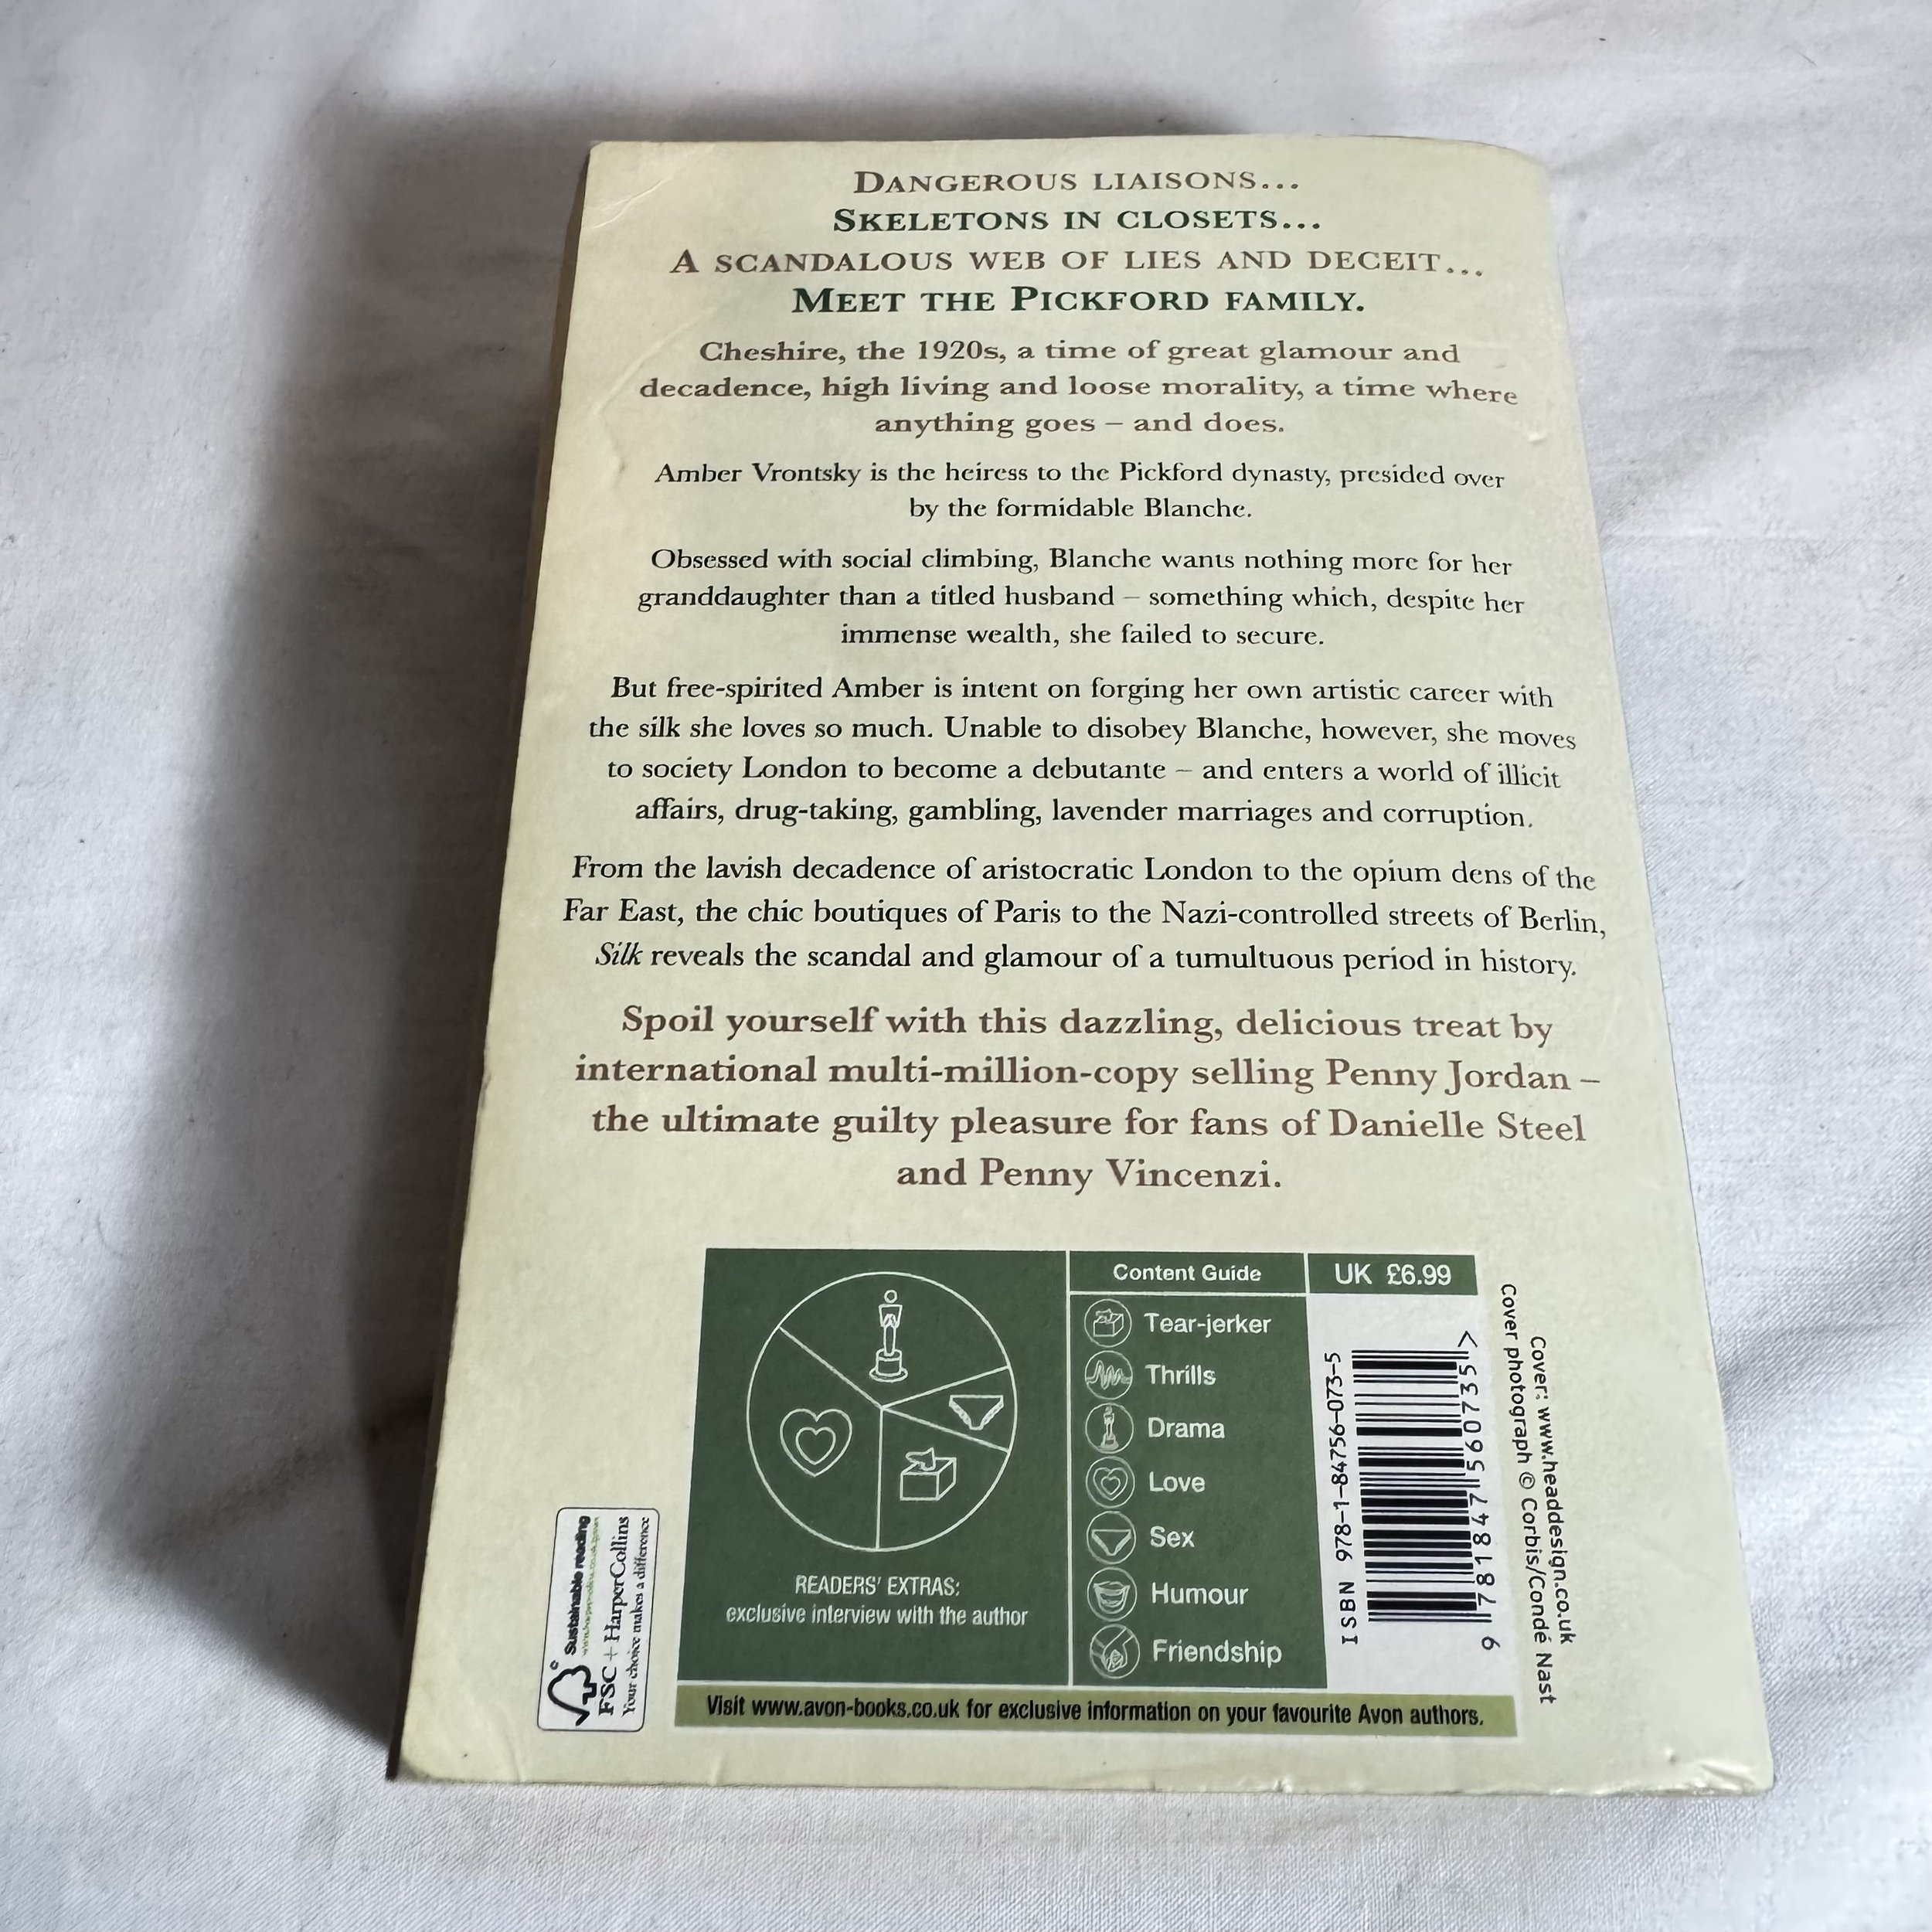 DANGEROUS LIAISONS...
SKELETONS IN CLOSETS...
A SCANDALOUS WEB OF LIES AND DECEIT...
MEET THE PICKFORD FAMILY.
Cheshire, the 1920s, a time of great glamour and
decadence, high living and loose morality, a time where
anything goes – and does.
Amber Vrontsky is the heiress to the Pickford dynasty, presided over
by the formidable Blanche.
Obsessed with social climbing, Blanche wants nothing more for her
granddaughter than a titled husband – something which, despite her
immense wealth, she failed to secure.
But free-spirited Amber is intent on forging her own artistic career with
the silk she loves so much. Unable to disobey Blanche, however, she moves
to society London to become a debutante – and enters a world of illicit
affairs, drug-taking, gambling, lavender marriages and corruption.
From the lavish decadence of aristocratic London to the opium dens of the
Far East, the chic boutiques of Paris to the Nazi-controlled streets of Berlin,
Silk reveals the scandal and glamour of a tumultuous period in history.
Spoil yourself with this dazzling, delicious treat by
international multi-million-copy selling Penny Jordan –
the ultimate guilty pleasure for fans of Danielle Steel
and Penny Vincenzi.
READERS' EXTRAS:
exclusive interview with the author
Content Guide
Tear-jerker
Thrills
Drama
Love
Sex
Humour
Friendship
UK £6.99
ISBN 978-1-84756-073-5
9 781847 560735 >
Cover: www.headdesign.co.uk
Cover photograph © Corbis/Condé Nast
Sustainable reading
FSC + HarperCollins
Your choice makes a difference
Visit www.avon-books.co.uk for exclusive information on your favourite Avon authors.